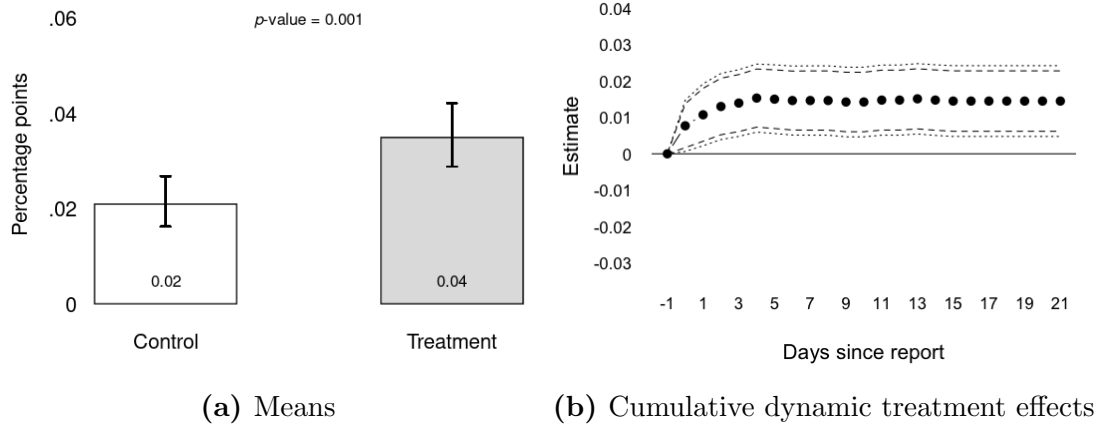 .06
.04
.02
0
Percentage points
p-value = 0.001
0.02
0.04
Control Treatment
(a) Means
0.04
0.03
0.02
0.01
0
-0.01
-0.02
-0.03
Estimate
-1 1 3 5 7 9 11 13 15 17 19 21
Days since report
(b) Cumulative dynamic treatment effects